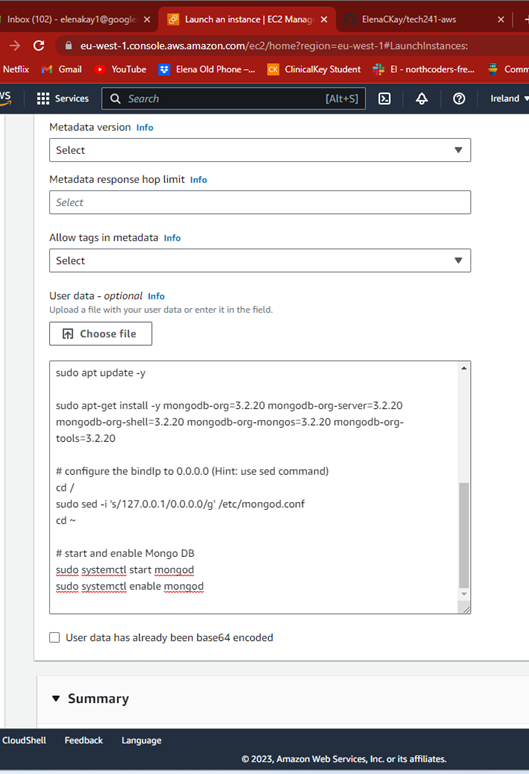 Inbox (102) - elenakay1@google
Launch an instance | EC2 Manag
ElenaCKay/tech241-aws
eu-west-1.console.aws.amazon.com/ec2/home?region=eu-west-1#LaunchInstances:
Netflix
Gmail
YouTube
Elena Old Phone –...
CK ClinicalKey Student
El - northcoders-fre...
Comm
Services
Search
[Alt+S]
Ireland
Metadata version Info
Select
Metadata response hop limit Info
Select
Allow tags in metadata Info
Select
User data - optional Info
Upload a file with your user data or enter it in the field.
Choose file
sudo apt update -y
sudo apt-get install -y mongodb-org=3.2.20 mongodb-org-server=3.2.20
mongodb-org-shell=3.2.20 mongodb-org-mongos=3.2.20 mongodb-org-
tools=3.2.20
# configure the bindIp to 0.0.0.0 (Hint: use sed command)
cd /
sudo sed -i 's/127.0.0.1/0.0.0.0/g' /etc/mongod.conf
cd ~
# start and enable Mongo DB
sudo systemctl start mongod
sudo systemctl enable mongod
User data has already been base64 encoded
Summary
CloudShell
Feedback
Language
© 2023, Amazon Web Services, Inc. or its affiliates.